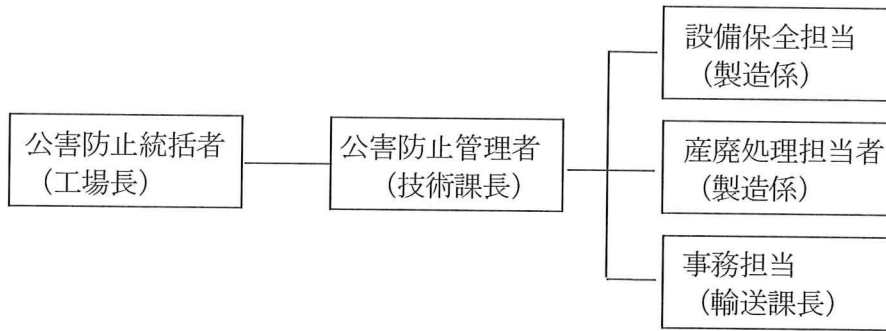 公害防止統括者
（工場長）
公害防止管理者
（技術課長）
設備保全担当
（製造係）
産廃処理担当者
（製造係）
事務担当
（輸送課長）